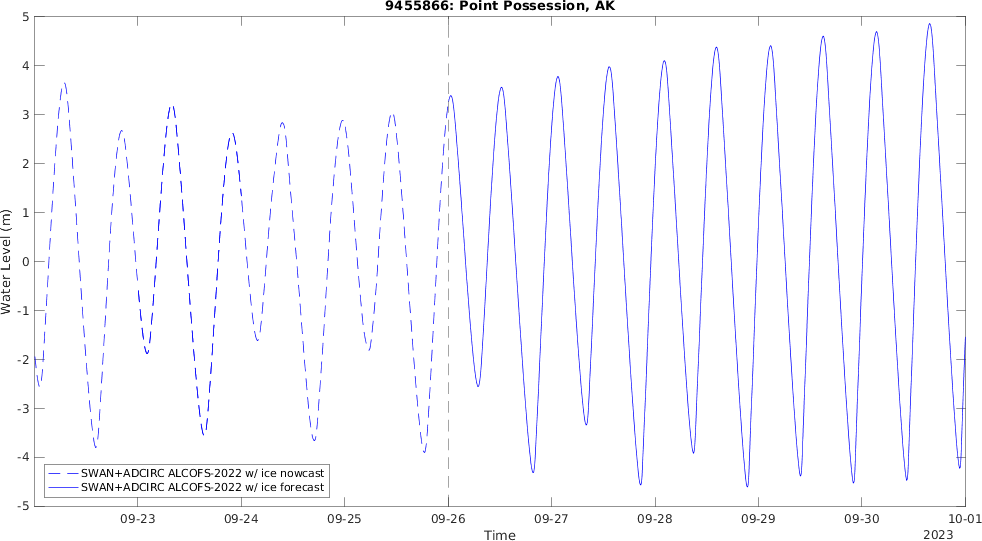 9455866: Point Possession, AK
5
4
3
2
1
0
-1
-2
-3
-4
-5
Water Level (m)
SWAN+ADCIRC ALCOFS-2022 w/ ice nowcast
SWAN+ADCIRC ALCOFS-2022 w/ ice forecast
09-23 09-24 09-25 09-26 09-27 09-28 09-29 09-30 10-01
Time
2023